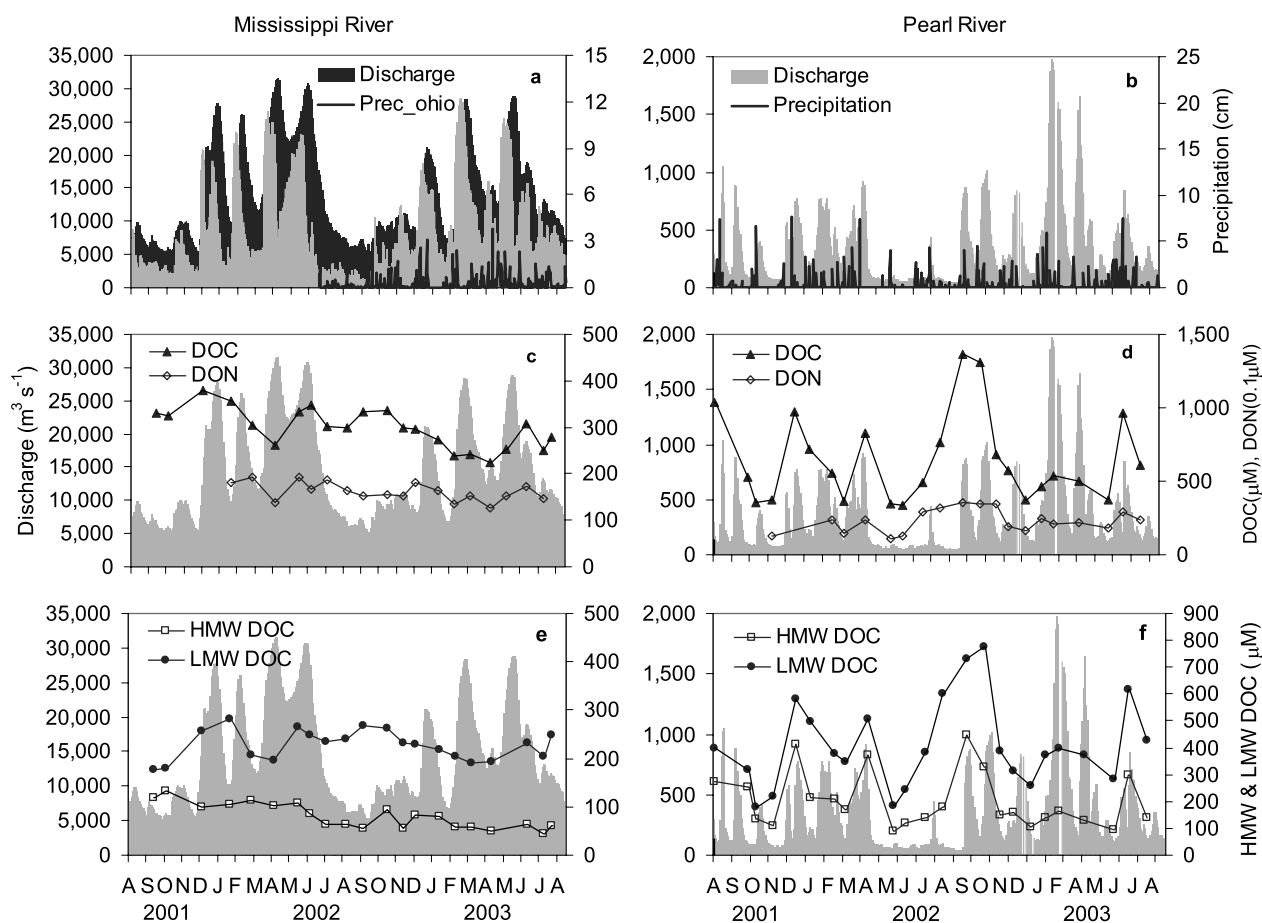 Mississippi River
Pearl River
35,000
30,000
25,000
20,000
15,000
10,000
5,000
0
Discharge
Prec_ohio
a
15
12
9
6
3
0
2,000
1,500
1,000
500
0
Discharge
Precipitation
b
25
20
15
10
5
0
Precipitation (cm)
Discharge (m³ s⁻¹)
35,000
30,000
25,000
20,000
15,000
10,000
5,000
0
DOC
DON
c
500
400
300
200
100
0
2,000
1,500
1,000
500
0
DOC
DON
d
1,500
1,000
500
0
DOC(μM), DON(0.1μM)
35,000
30,000
25,000
20,000
15,000
10,000
5,000
0
HMW DOC
LMW DOC
e
500
400
300
200
100
0
A S O N D J F M A M J J A S O N D J F M A M J J A
2001 2002 2003
2,000
1,500
1,000
500
0
HMW DOC
LMW DOC
f
900
800
700
600
500
400
300
200
100
0
HMW & LMW DOC ( μM)
A S O N D J F M A M J J A S O N D J F M A M J J A
2001 2002 2003